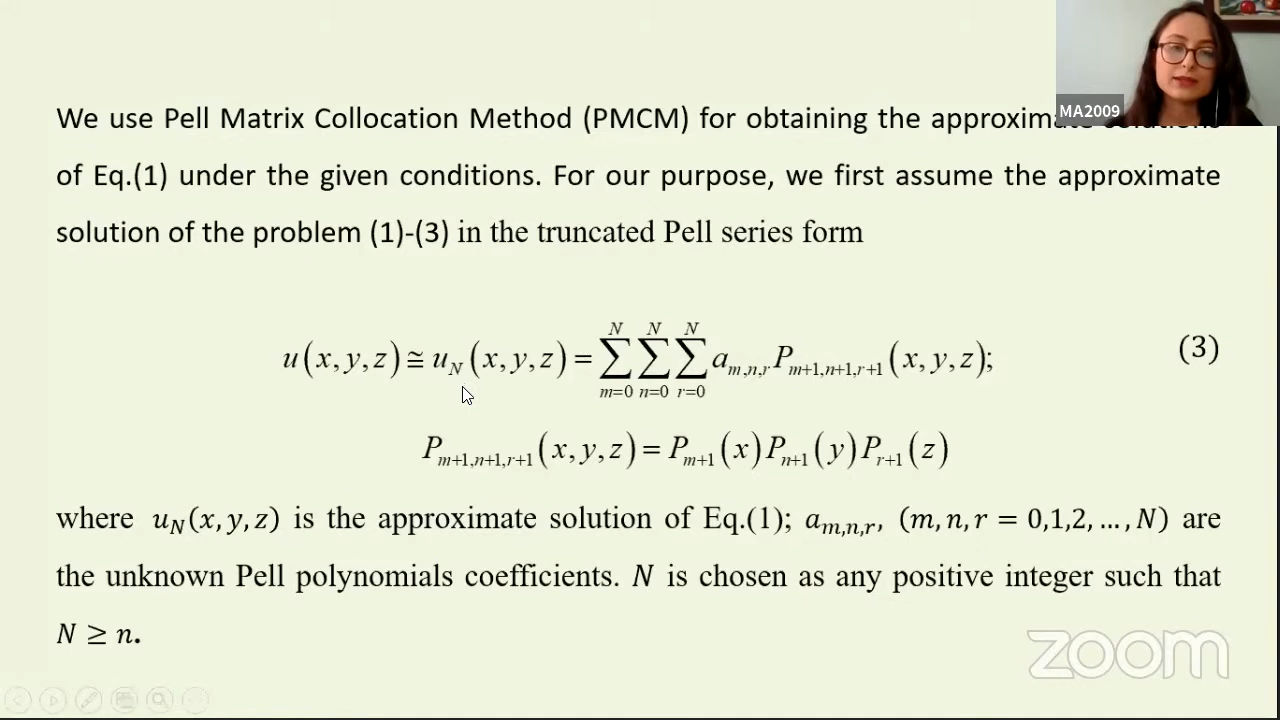 MA2009
We use Pell Matrix Collocation Method (PMCM) for obtaining the approximate solutions
of Eq.(1) under the given conditions. For our purpose, we first assume the approximate
solution of the problem (1)-(3) in the truncated Pell series form
u(x,y,z) ≅ u_N(x,y,z) = ∑_{m=0}^{N} ∑_{n=0}^{N} ∑_{r=0}^{N} a_{m,n,r} P_{m+1,n+1,r+1}(x,y,z); (3)
P_{m+1,n+1,r+1}(x,y,z) = P_{m+1}(x) P_{n+1}(y) P_{r+1}(z)
where u_N(x,y,z) is the approximate solution of Eq.(1); a_{m,n,r}, (m,n,r = 0,1,2,…,N) are
the unknown Pell polynomials coefficients. N is chosen as any positive integer such that
N ≥ n.
zoom